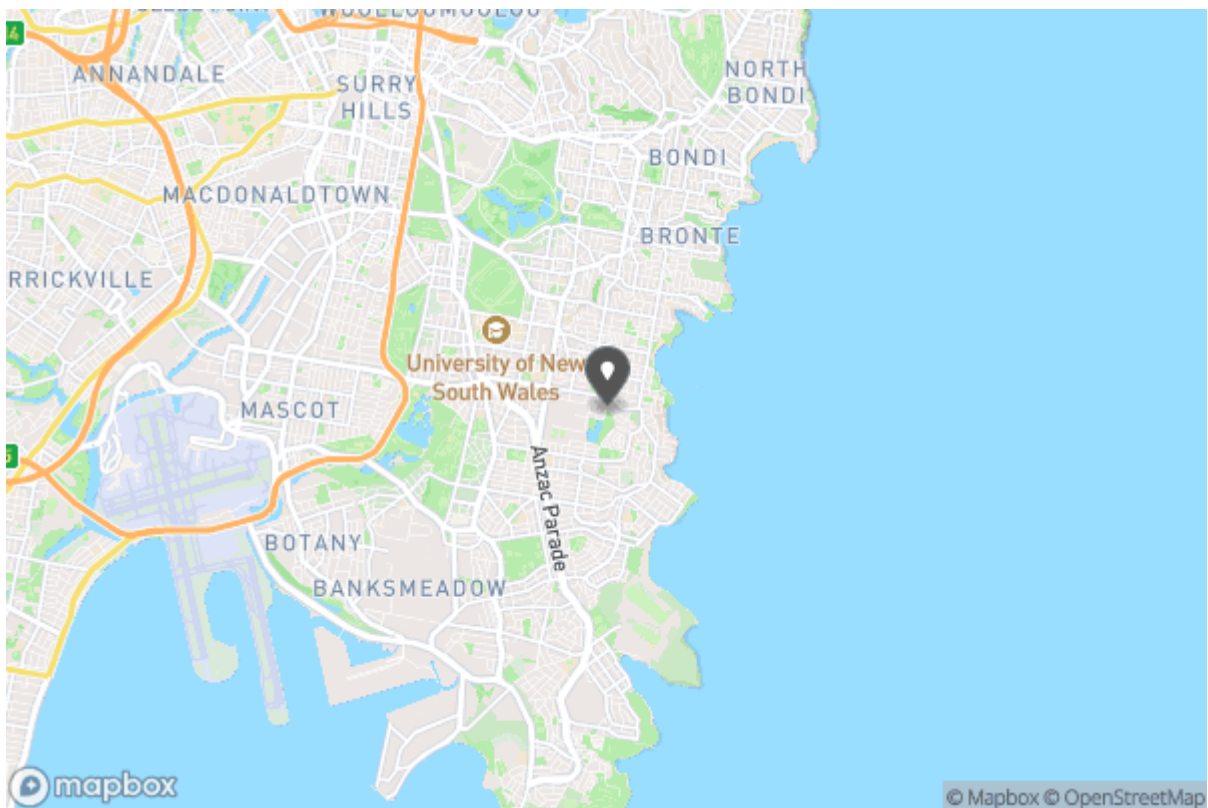 NORTH
BONDI
ANNANDALE
SURRY
HILLS
BONDI
MACDONALDTOWN
BRONTE
RRICKVILLE
University of New
South Wales
MASCOT
Anzac Parade
BOTANY
BANKSMEADOW
mapbox
© Mapbox © OpenStreetMap